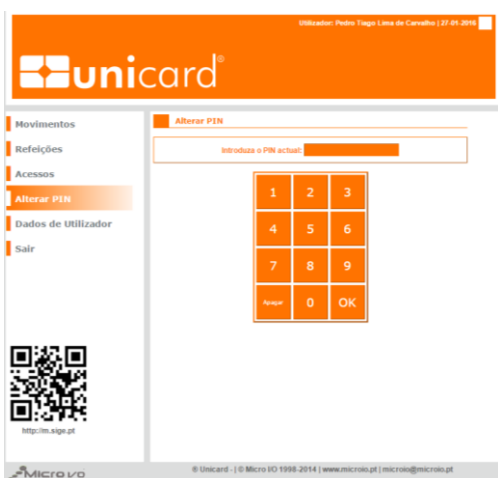 Utilizador: Pedro Tiago Lima de Carvalho | 27-01-2016
unicard®
Movimentos
Refeições
Acessos
Alterar PIN
Dados de Utilizador
Sair
http://m.sige.pt
Micro I/O
Alterar PIN
Introduza o PIN actual:
1 2 3
4 5 6
7 8 9
Apagar 0 OK
® Unicard - | © Micro I/O 1998-2014 | www.microio.pt | microio@microio.pt